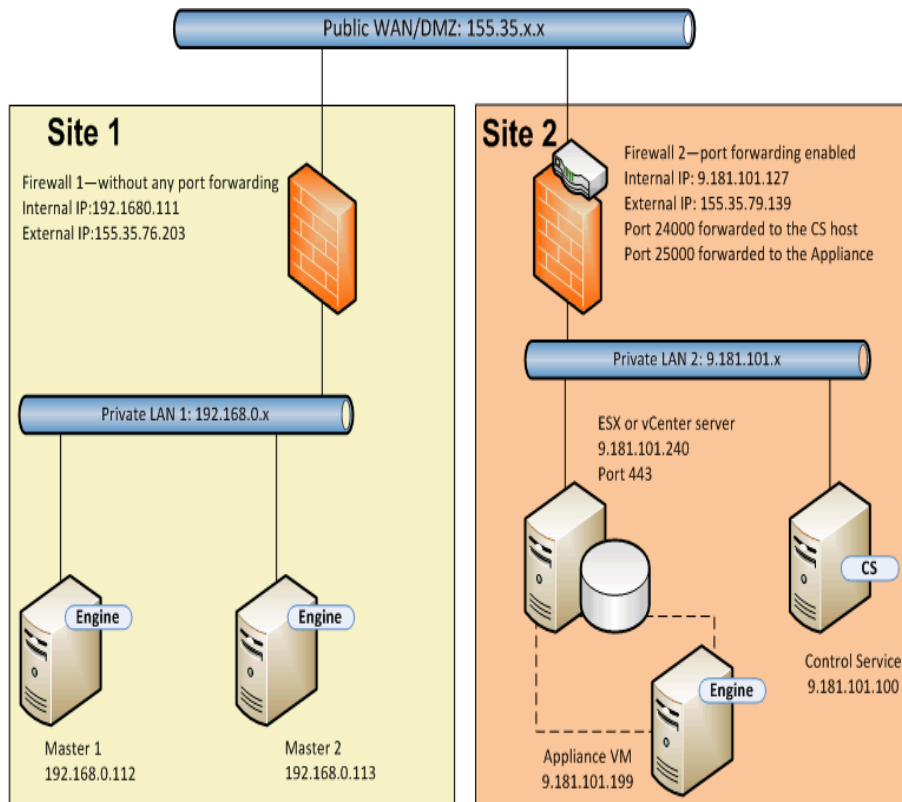 Public WAN/DMZ: 155.35.x.x
Site 1
Firewall 1—without any port forwarding
Internal IP:192.1680.111
External IP:155.35.76.203
Private LAN 1: 192.168.0.x
Engine
Master 1
192.168.0.112
Engine
Master 2
192.168.0.113
Site 2
Firewall 2—port forwarding enabled
Internal IP: 9.181.101.127
External IP: 155.35.79.139
Port 24000 forwarded to the CS host
Port 25000 forwarded to the Appliance
Private LAN 2: 9.181.101.x
ESX or vCenter server
9.181.101.240
Port 443
CS
Control Service
9.181.101.100
Engine
Appliance VM
9.181.101.199